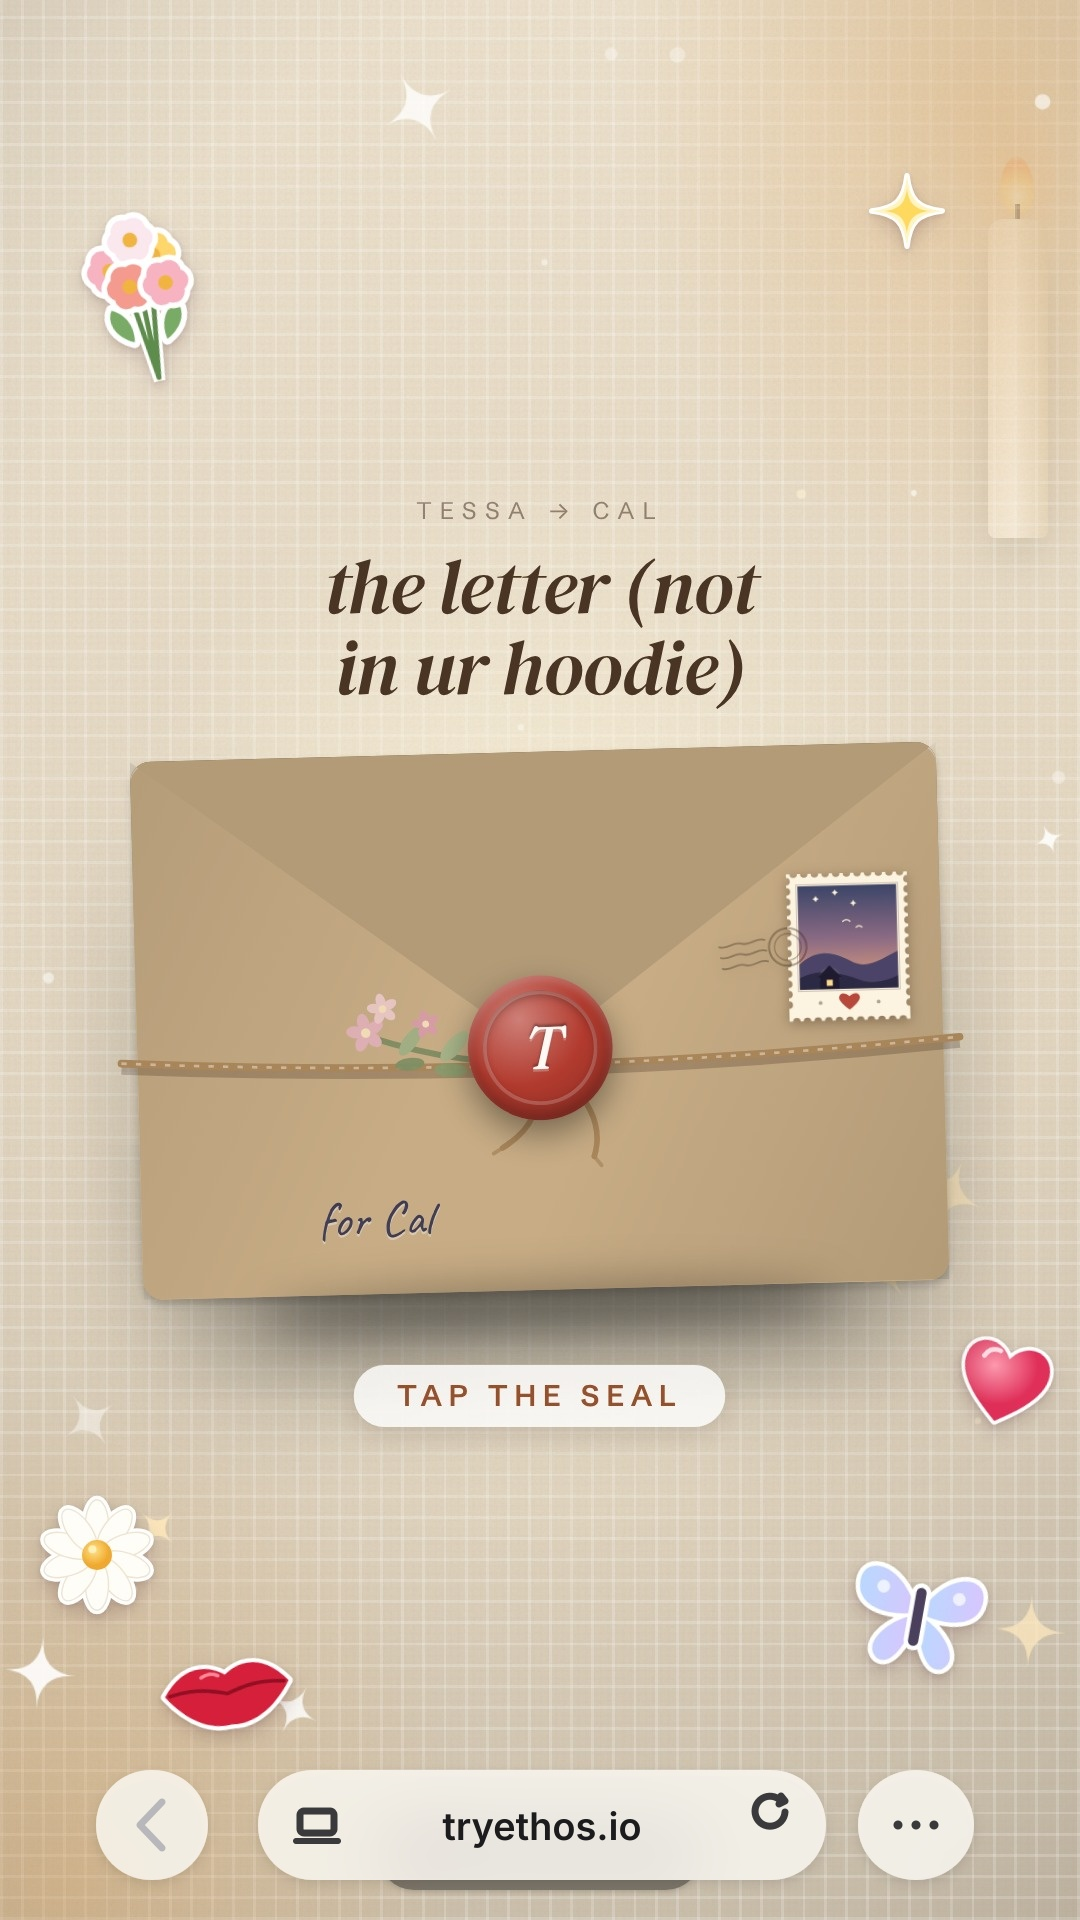 TESSA → CAL
the letter (not
in ur hoodie)
T
for Cal
TAP THE SEAL
tryethos.io